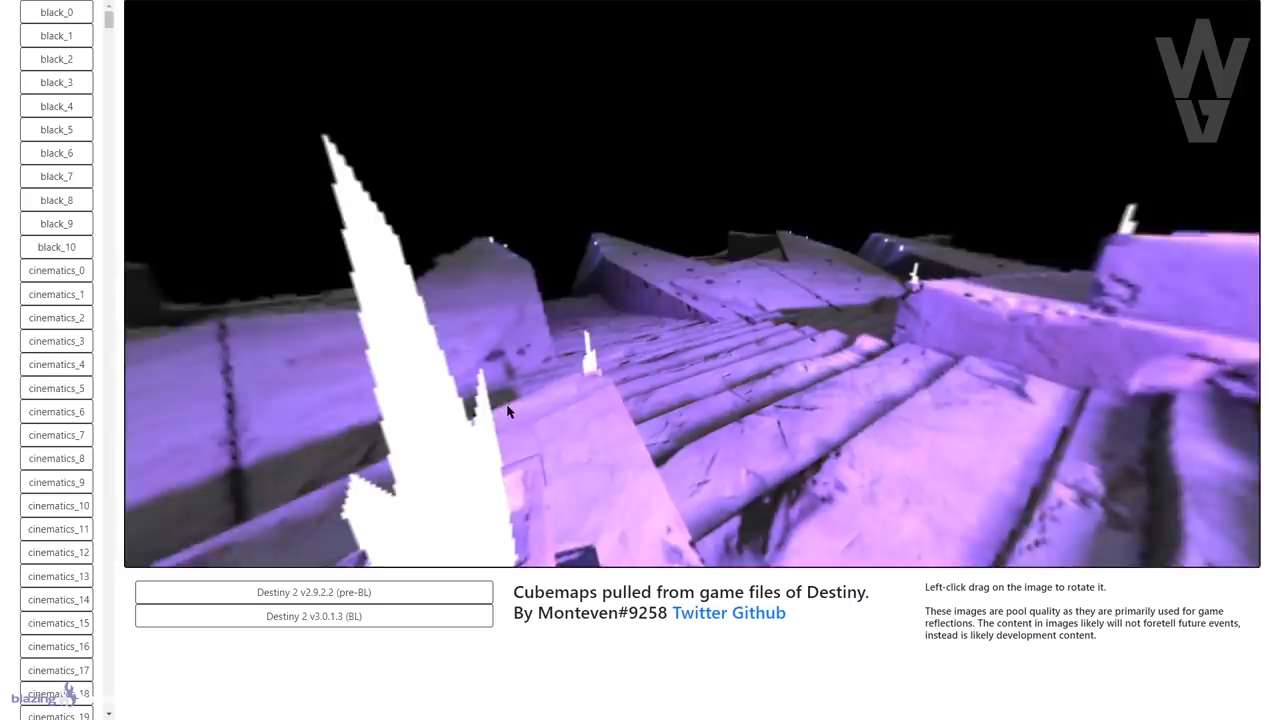 black_0
black_1
black_2
black_3
black_4
black_5
black_6
black_7
black_8
black_9
black_10
cinematics_0
cinematics_1
cinematics_2
cinematics_3
cinematics_4
cinematics_5
cinematics_6
cinematics_7
cinematics_8
cinematics_9
cinematics_10
cinematics_11
cinematics_12
cinematics_13
cinematics_14
cinematics_15
cinematics_16
cinematics_17
cinematics_18
cinematics_19
blazing
Destiny 2 v2.9.2.2 (pre-BL)
Destiny 2 v3.0.1.3 (BL)
Cubemaps pulled from game files of Destiny.
By Monteven#9258 Twitter Github
Left-click drag on the image to rotate it.
These images are pool quality as they are primarily used for game
reflections. The content in images likely will not foretell future events,
instead is likely development content.